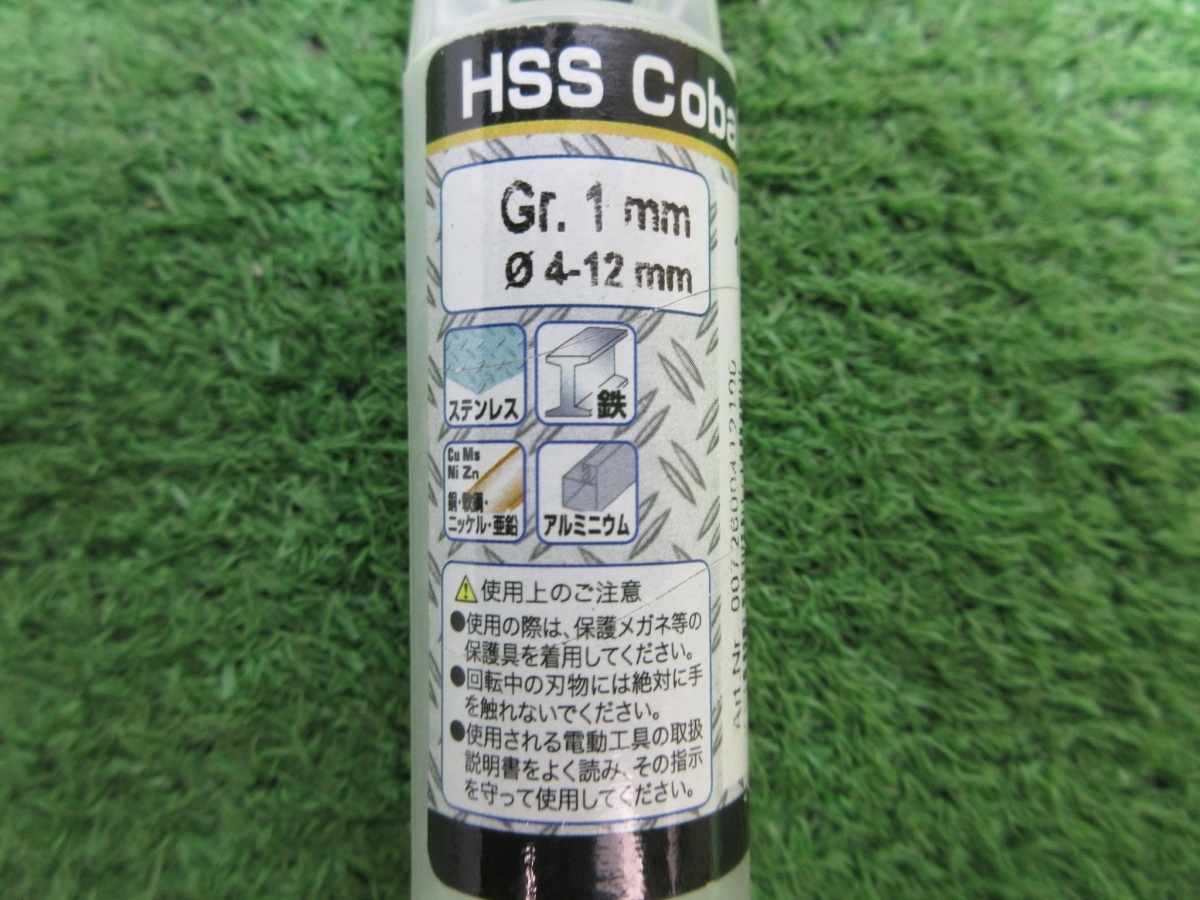 HSS Coba
Gr. 1 mm
Ø 4-12 mm
ステンレス
鉄
Cu Ms
Ni Zn
銅・軟鋼・
ニッケル・亜鉛
アルミニウム
使用上のご注意
●使用の際は、保護メガネ等の
保護具を着用してください。
●回転中の刃物には絶対に手
を触れないでください。
●使用される電動工具の取扱
説明書をよく読み、その指示
を守って使用してください。
Art.Nr.